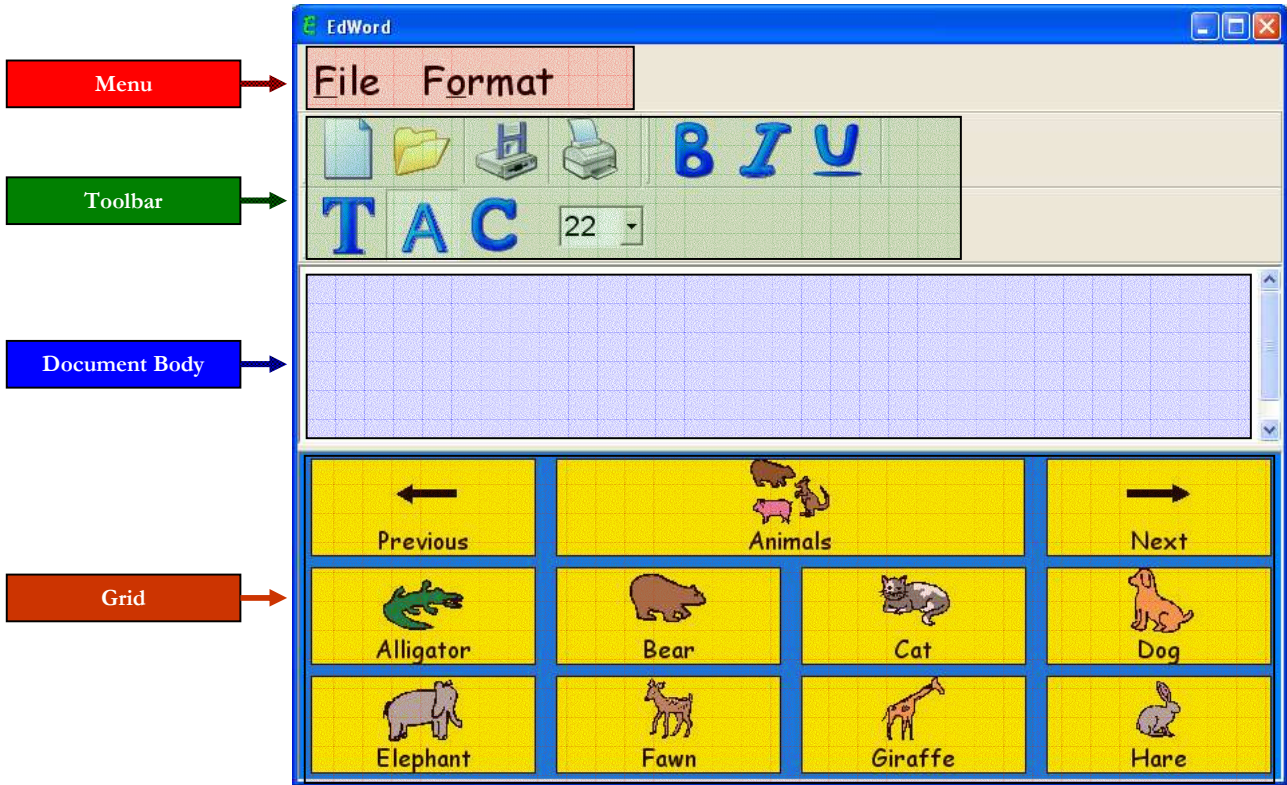 EdWord
Menu
File Format
B I U
Toolbar
T A C 22
Document Body
Previous Animals Next
Grid
Alligator Bear Cat Dog
Elephant Fawn Giraffe Hare